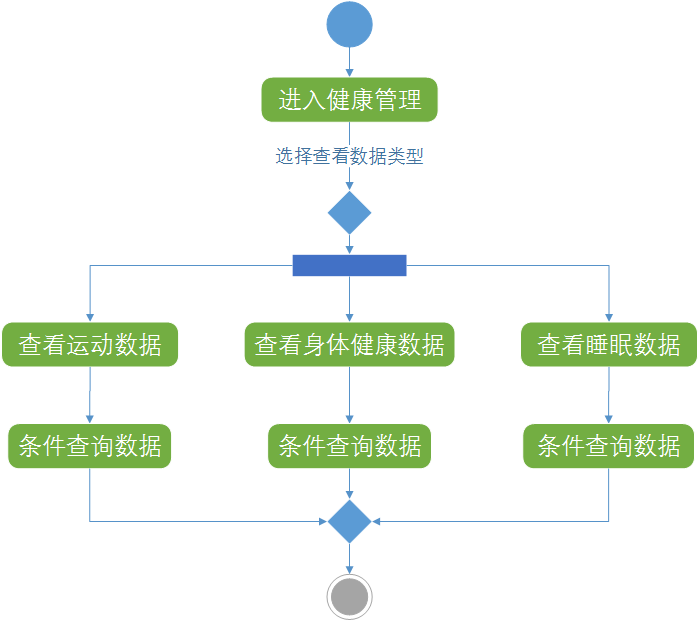 进入健康管理
选择查看数据类型
查看运动数据
查看身体健康数据
查看睡眠数据
条件查询数据
条件查询数据
条件查询数据